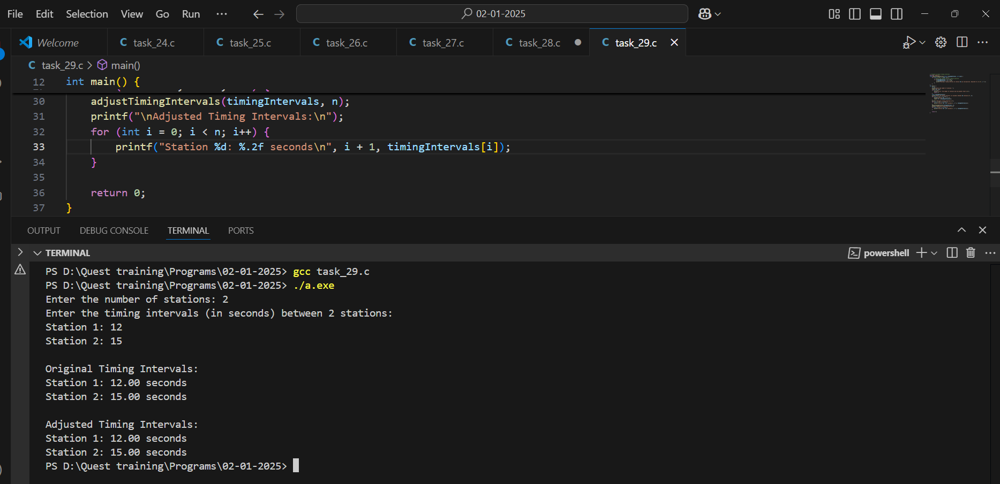 File Edit Selection View Go Run ··· 02-01-2025
Welcome task_24.c task_25.c task_26.c task_27.c task_28.c task_29.c
task_29.c > main()
12 int main() {
30 adjustTimingIntervals(timingIntervals, n);
31 printf("\nAdjusted Timing Intervals:\n");
32 for (int i = 0; i < n; i++) {
33 printf("Station %d: %.2f seconds\n", i + 1, timingIntervals[i]);
34 }
35
36 return 0;
37 }
OUTPUT DEBUG CONSOLE TERMINAL PORTS
TERMINAL powershell
PS D:\Quest training\Programs\02-01-2025> gcc task_29.c
PS D:\Quest training\Programs\02-01-2025> ./a.exe
Enter the number of stations: 2
Enter the timing intervals (in seconds) between 2 stations:
Station 1: 12
Station 2: 15
Original Timing Intervals:
Station 1: 12.00 seconds
Station 2: 15.00 seconds
Adjusted Timing Intervals:
Station 1: 12.00 seconds
Station 2: 15.00 seconds
PS D:\Quest training\Programs\02-01-2025>